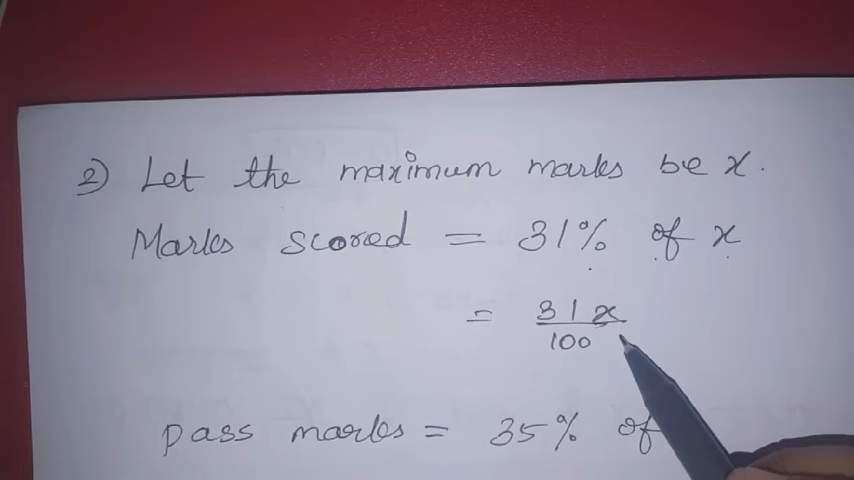 2) Let the maximum marks be x.
Marks scored = 31% of x
= 31x/100
Pass marks = 35% of